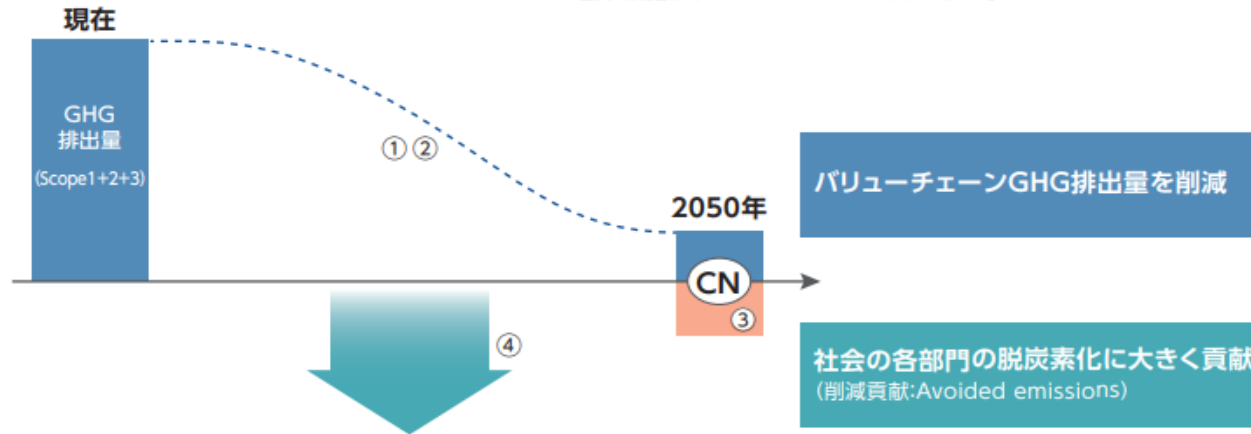 現在
GHG
排出量
(Scope1+2+3)
①②
2050年
CN
③
④
バリューチェーンGHG排出量を削減
社会の各部門の脱炭素化に大きく貢献
(削減貢献:Avoided emissions)